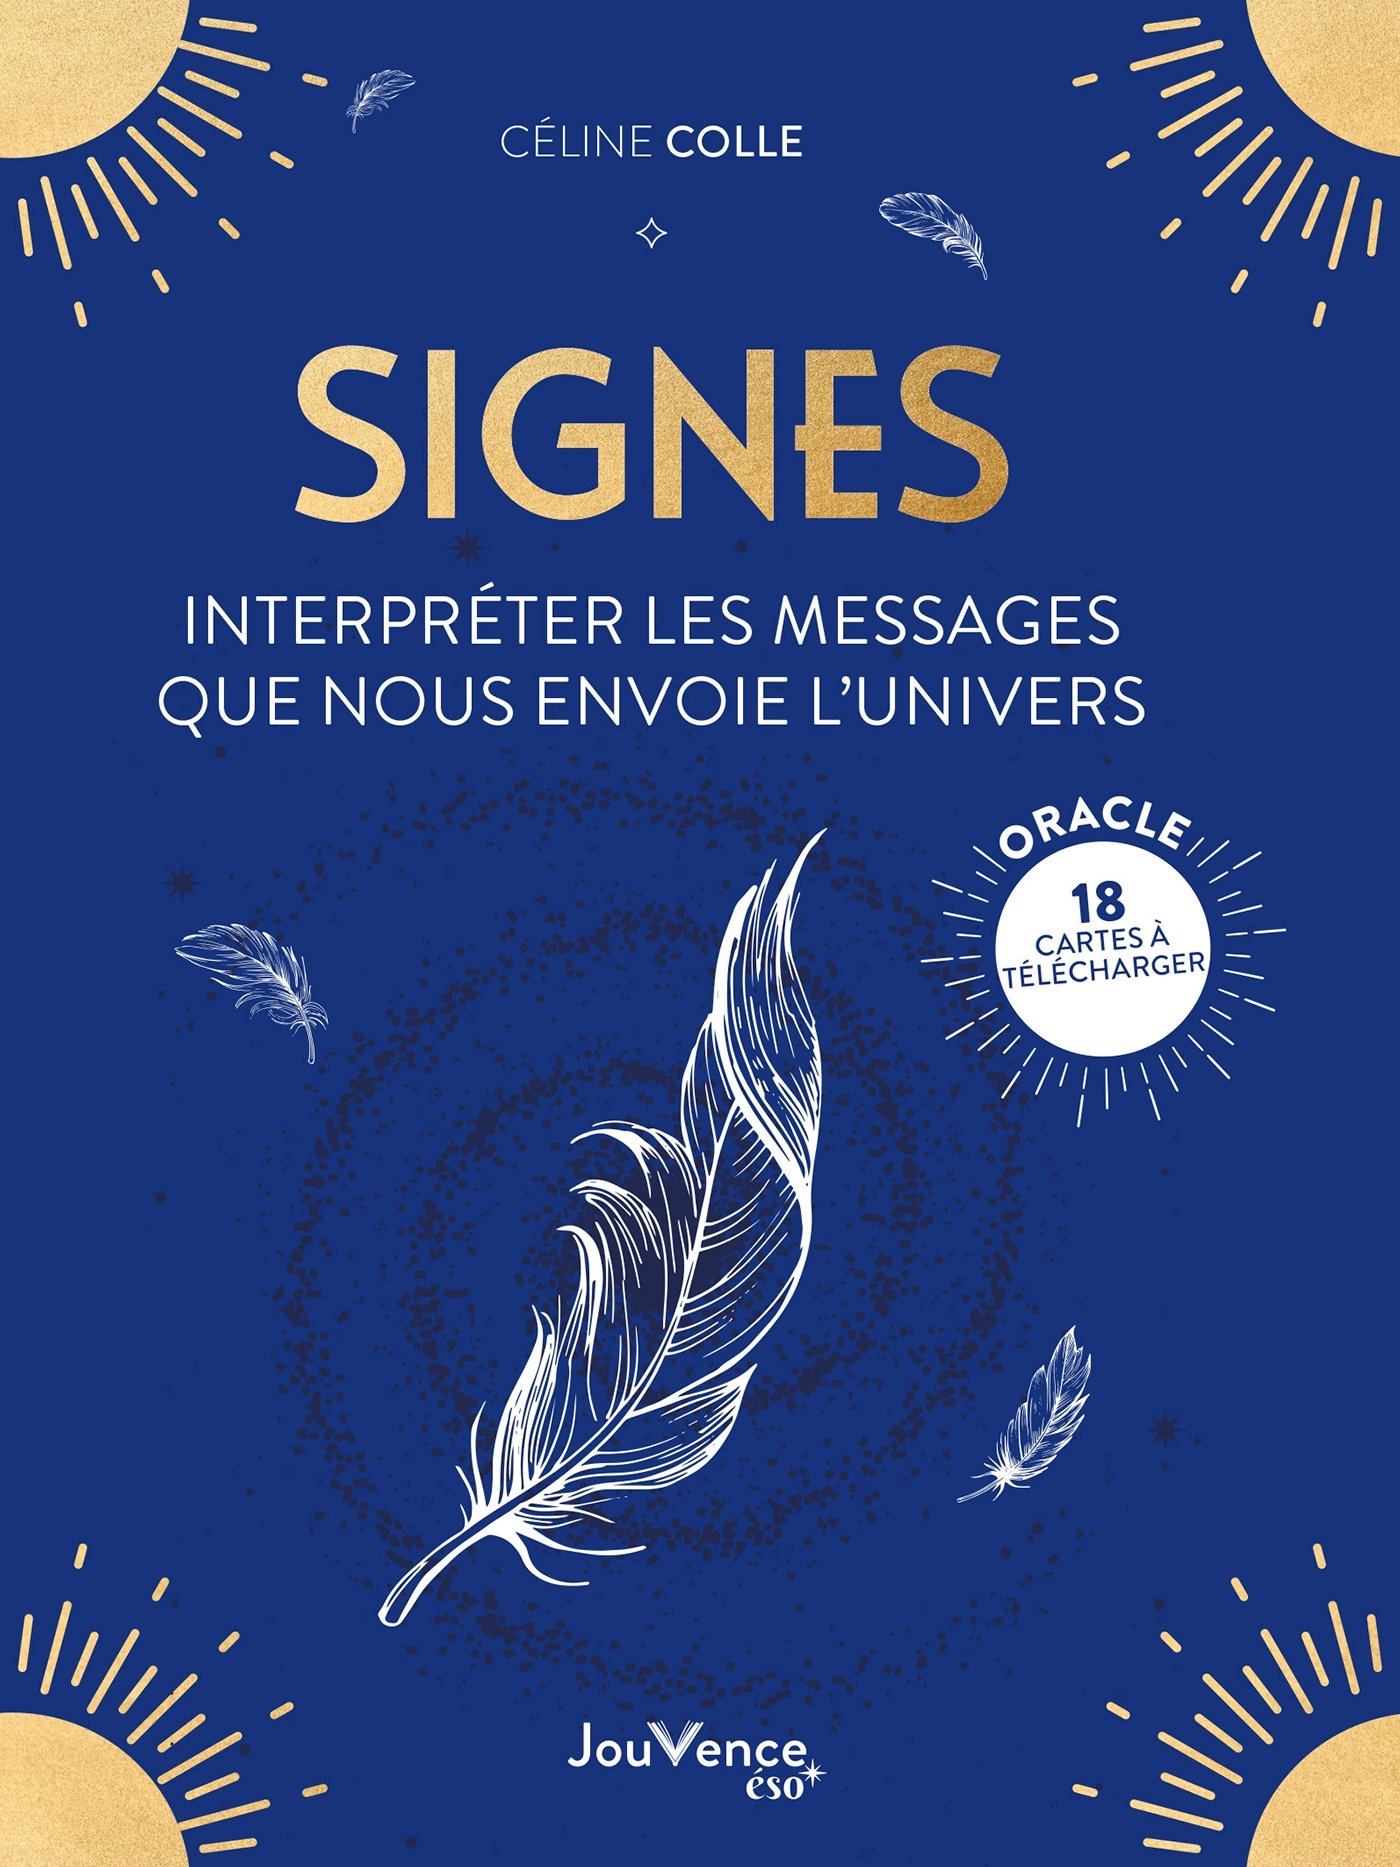 CÉLINE COLLE
SIGNES
INTERPRÉTER LES MESSAGES
QUE NOUS ENVOIE L'UNIVERS
ORACLE
18
CARTES À
TÉLÉCHARGER
Jouvence
éso